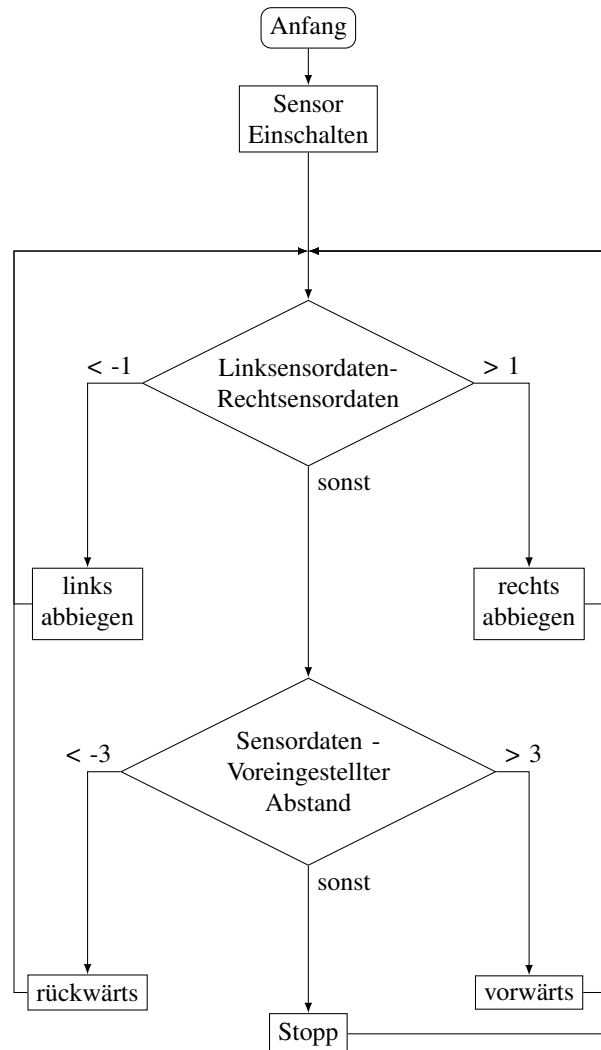 Anfang
Sensor
Einschalten
Linksensordaten-
Rechtsensordaten
< -1
> 1
sonst
links
abbiegen
rechts
abbiegen
Sensordaten -
Voreingestellter
Abstand
< -3
> 3
sonst
rückwärts
vorwärts
Stopp